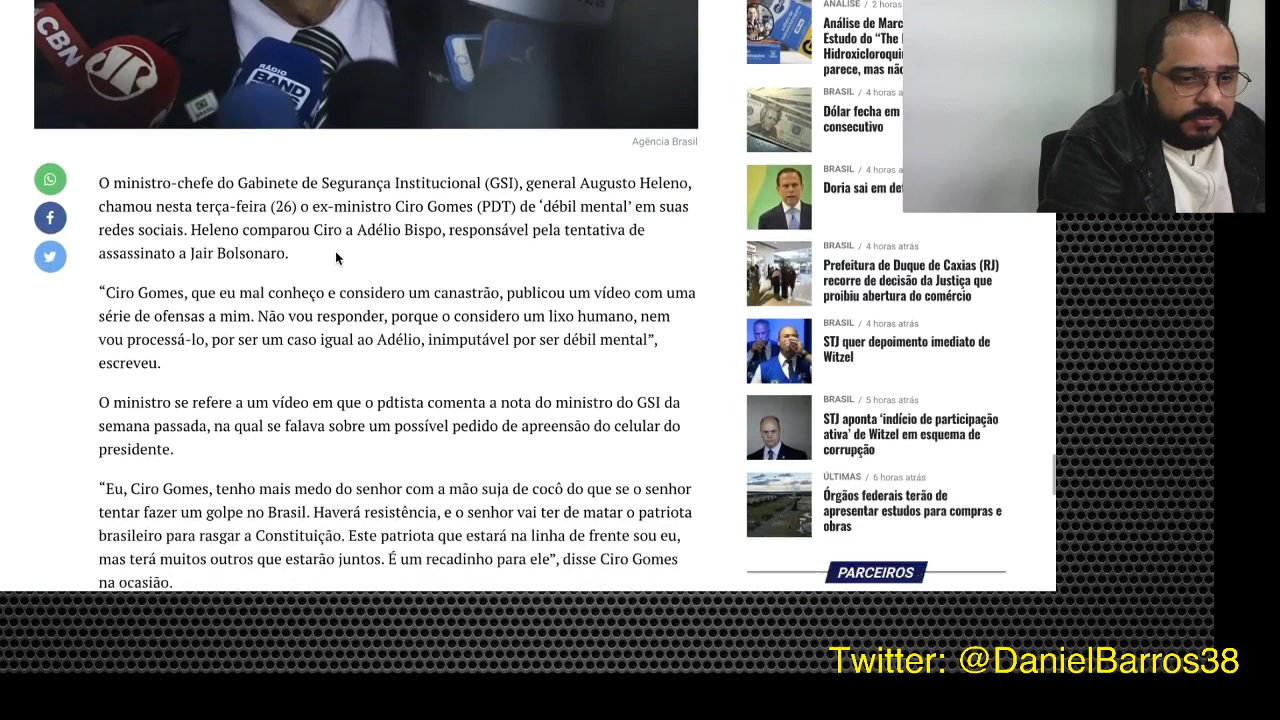 CBN
RÁDIO
BAND
Agência Brasil
O ministro-chefe do Gabinete de Segurança Institucional (GSI), general Augusto Heleno,
chamou nesta terça-feira (26) o ex-ministro Ciro Gomes (PDT) de ‘débil mental’ em suas
redes sociais. Heleno comparou Ciro a Adélio Bispo, responsável pela tentativa de
assassinato a Jair Bolsonaro.
“Ciro Gomes, que eu mal conheço e considero um canastrão, publicou um vídeo com uma
série de ofensas a mim. Não vou responder, porque o considero um lixo humano, nem
vou processá-lo, por ser um caso igual ao Adélio, inimputável por ser débil mental”,
escreveu.
O ministro se refere a um vídeo em que o pdtista comenta a nota do ministro do GSI da
semana passada, na qual se falava sobre um possível pedido de apreensão do celular do
presidente.
“Eu, Ciro Gomes, tenho mais medo do senhor com a mão suja de cocô do que se o senhor
tentar fazer um golpe no Brasil. Haverá resistência, e o senhor vai ter de matar o patriota
brasileiro para rasgar a Constituição. Este patriota que estará na linha de frente sou eu,
mas terá muitos outros que estarão juntos. É um recadinho para ele”, disse Ciro Gomes
na ocasião.
ANÁLISE / 2 horas
Análise de Marc
Estudo do “The
Hidroxicloroqui
parece, mas não
BRASIL / 4 horas a
Dólar fecha em
consecutivo
BRASIL / 4 horas a
Doria sai em def
BRASIL / 4 horas atrás
Prefeitura de Duque de Caxias (RJ)
recorre de decisão da Justiça que
proibiu abertura do comércio
BRASIL / 4 horas atrás
STJ quer depoimento imediato de
Witzel
BRASIL / 5 horas atrás
STJ aponta ‘indício de participação
ativa’ de Witzel em esquema de
corrupção
ÚLTIMAS / 6 horas atrás
Órgãos federais terão de
apresentar estudos para compras e
obras
PARCEIROS
Twitter: @DanielBarros38